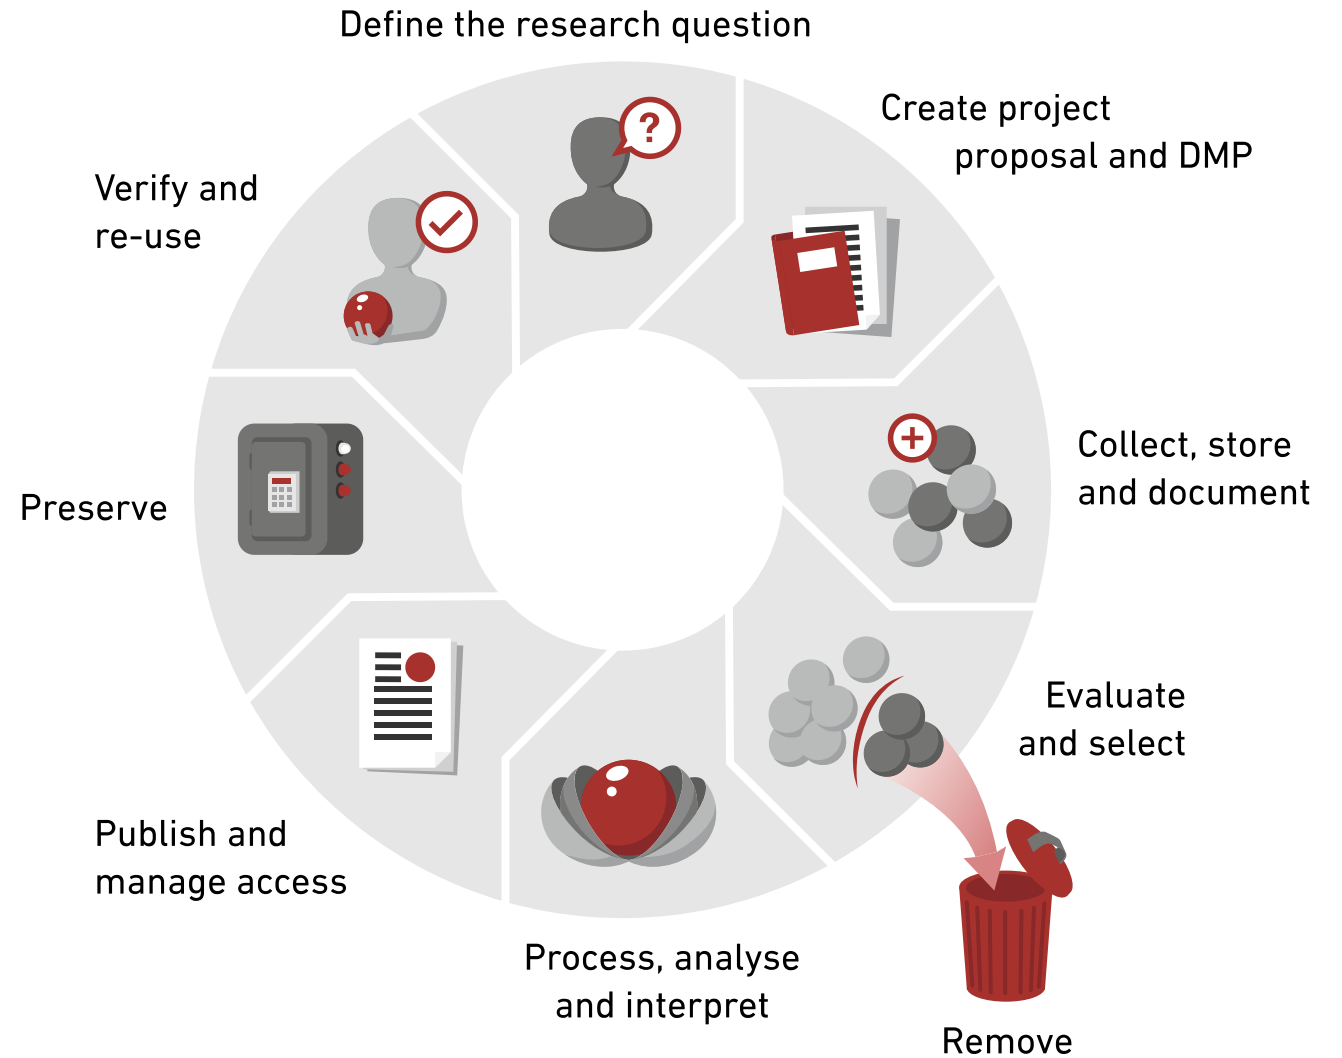 Define the research question
Create project
proposal and DMP
Collect, store
and document
Evaluate
and select
Remove
Process, analyse
and interpret
Publish and
manage access
Preserve
Verify and
re-use
?